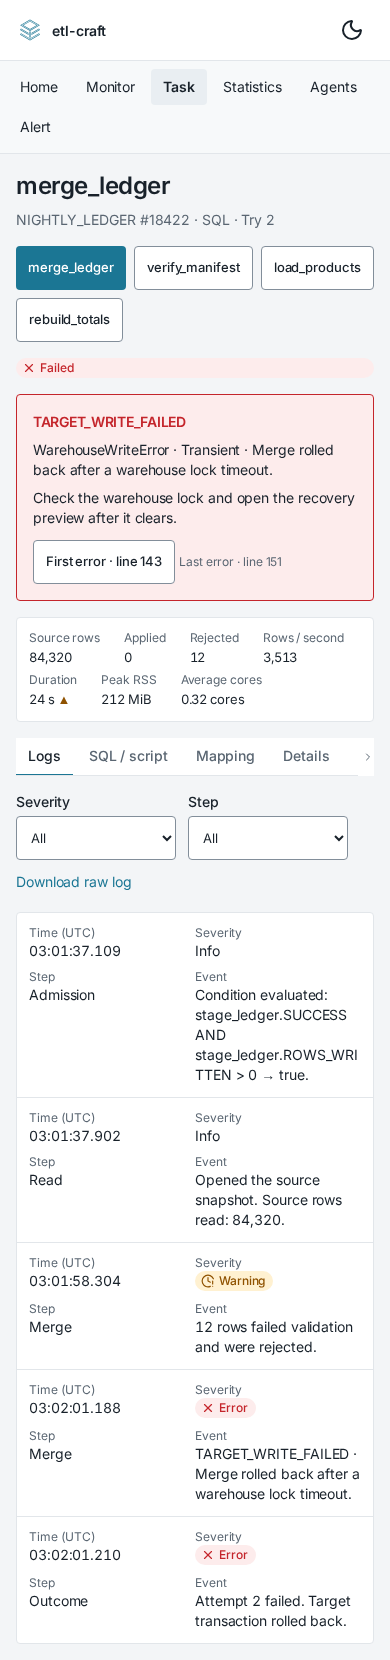 etl-craft
Home Monitor Task Statistics Agents
Alert
merge_ledger
NIGHTLY_LEDGER #18422 · SQL · Try 2
merge_ledger verify_manifest load_products
rebuild_totals
Failed
TARGET_WRITE_FAILED
WarehouseWriteError · Transient · Merge rolled
back after a warehouse lock timeout.
Check the warehouse lock and open the recovery
preview after it clears.
First error · line 143 Last error · line 151
Source rows Applied Rejected Rows / second
84,320 0 12 3,513
Duration Peak RSS Average cores
24 s ▲ 212 MiB 0.32 cores
Logs SQL / script Mapping Details ›
Severity Step
All All
Download raw log
Time (UTC) Severity
03:01:37.109 Info
Step Event
Admission Condition evaluated:
stage_ledger.SUCCESS
AND
stage_ledger.ROWS_WRI
TTEN > 0 → true.
Time (UTC) Severity
03:01:37.902 Info
Step Event
Read Opened the source
snapshot. Source rows
read: 84,320.
Time (UTC) Severity
03:01:58.304 Warning
Step Event
Merge 12 rows failed validation
and were rejected.
Time (UTC) Severity
03:02:01.188 Error
Step Event
Merge TARGET_WRITE_FAILED ·
Merge rolled back after a
warehouse lock timeout.
Time (UTC) Severity
03:02:01.210 Error
Step Event
Outcome Attempt 2 failed. Target
transaction rolled back.